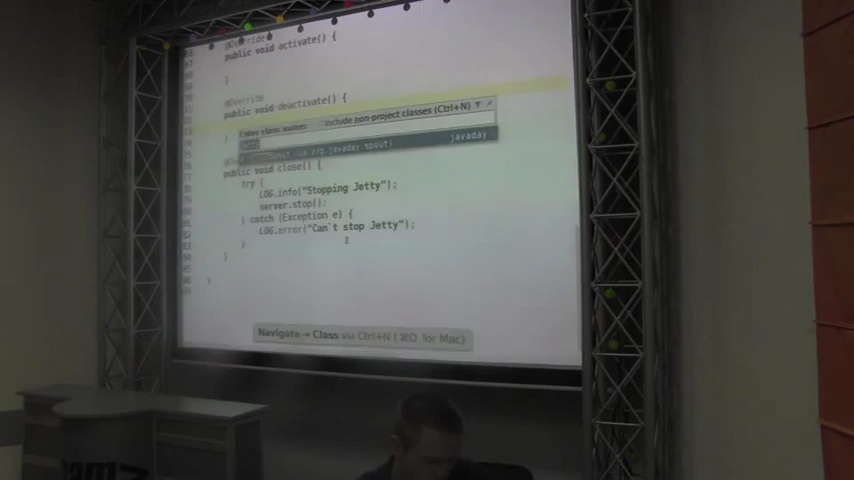 @Override
public void activate() {
}
@Override
public void deactivate() {
Enter class name: Include non-project classes (Ctrl+N)
}
javaday
public void close() {
try {
LOG.info("Stopping Jetty");
server.stop();
} catch (Exception e) {
LOG.error("Can`t stop Jetty");
}
}
}
Navigate → Class via Ctrl+N (⌘O for Mac)